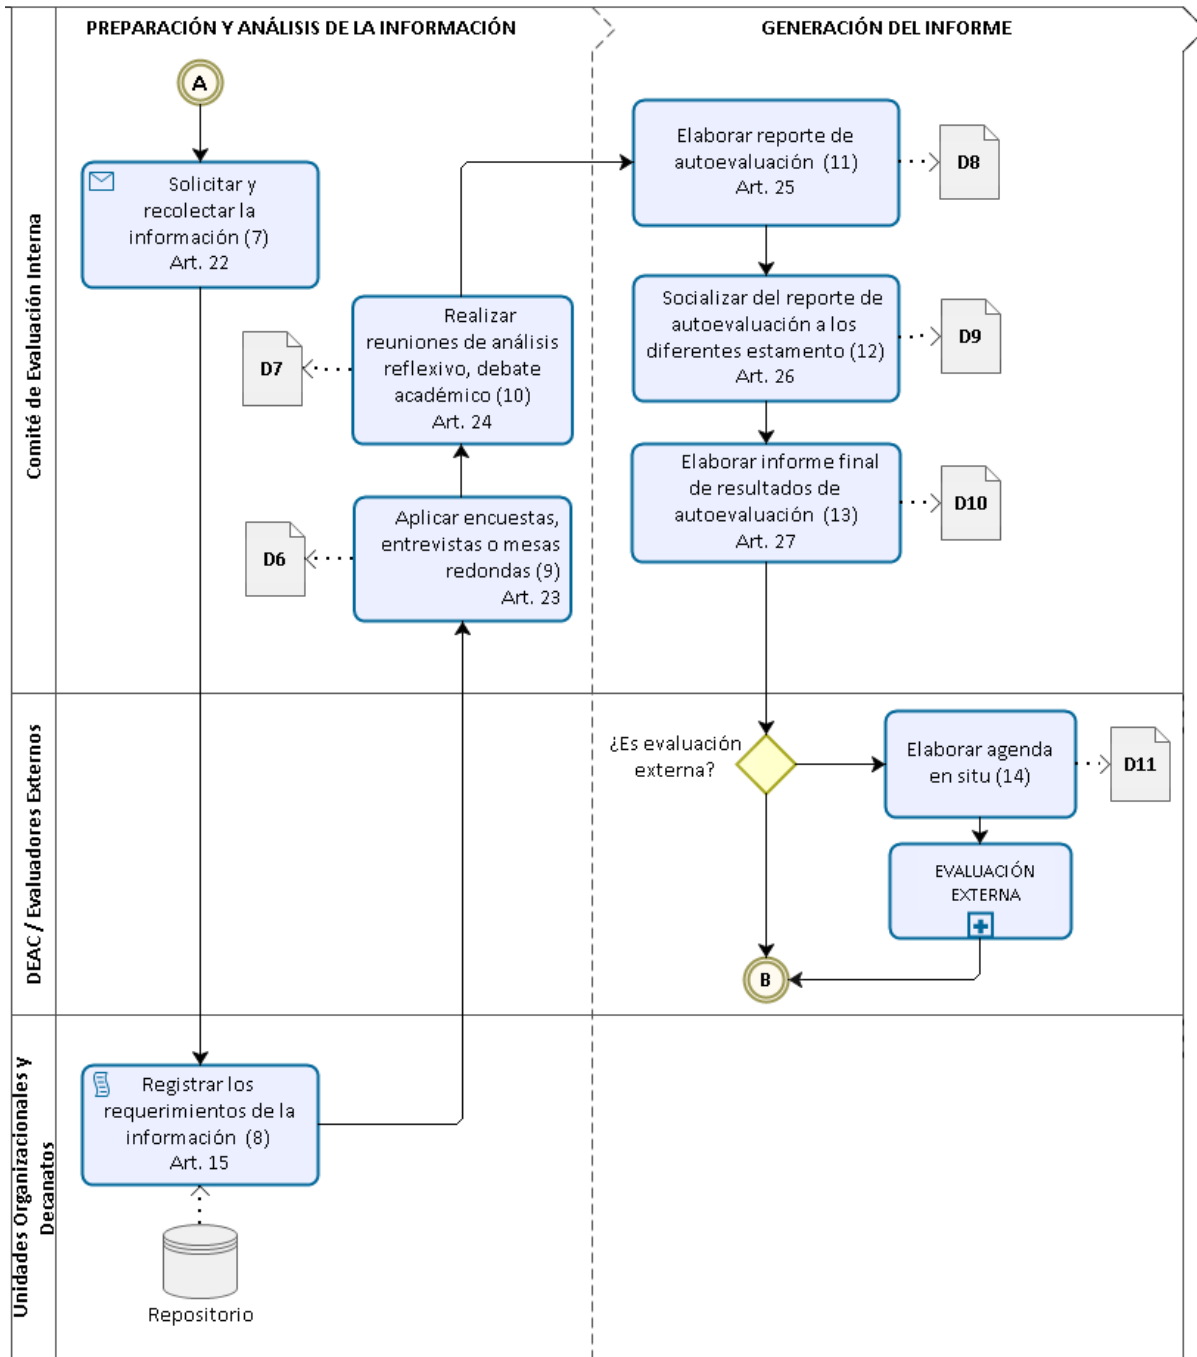 PREPARACIÓN Y ANÁLISIS DE LA INFORMACIÓN
GENERACIÓN DEL INFORME
Comité de Evaluación Interna
A
Solicitar y
recolectar la
información (7)
Art. 22
D7
Realizar
reuniones de análisis
reflexivo, debate
académico (10)
Art. 24
D6
Aplicar encuestas,
entrevistas o mesas
redondas (9)
Art. 23
Elaborar reporte de
autoevaluación (11)
Art. 25
D8
Socializar del reporte de
autoevaluación a los
diferentes estamento (12)
Art. 26
D9
Elaborar informe final
de resultados de
autoevaluación (13)
Art. 27
D10
DEAC / Evaluadores Externos
¿Es evaluación
externa?
Elaborar agenda
en situ (14)
D11
EVALUACIÓN
EXTERNA
B
Unidades Organizacionales y
Decanatos
Registrar los
requerimientos de la
información (8)
Art. 15
Repositorio